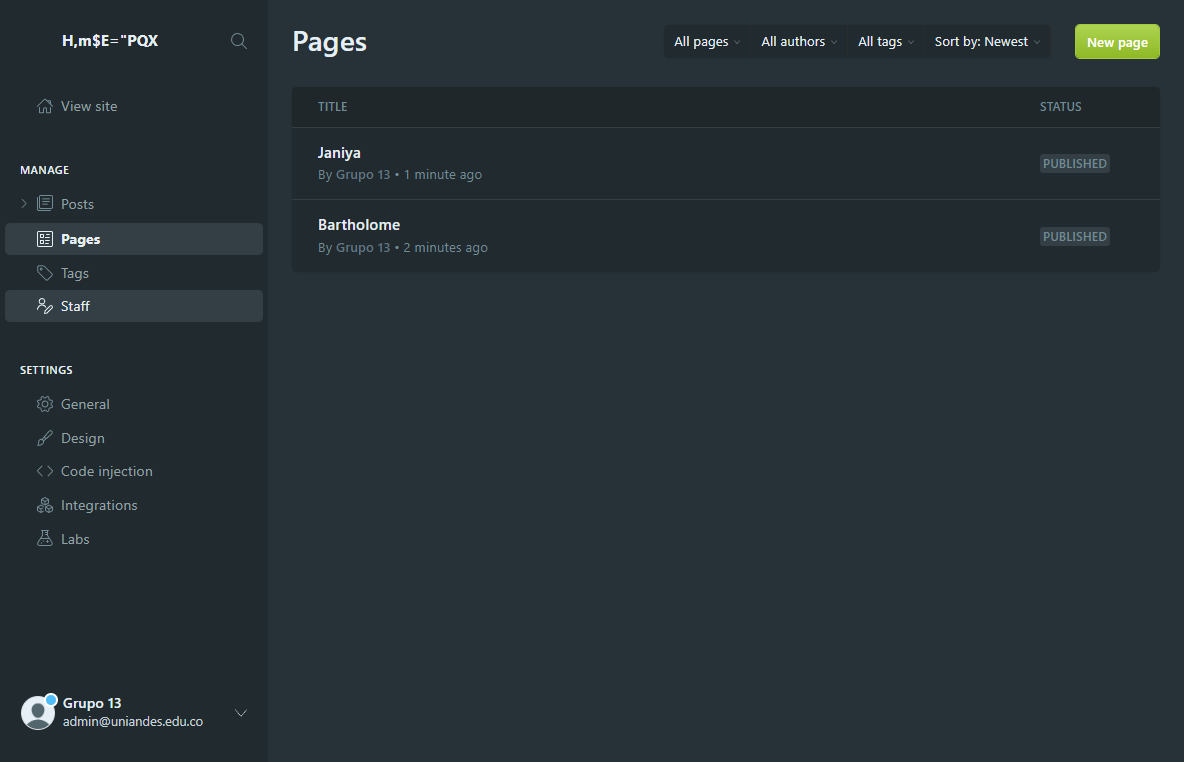 H,m$E="PQX
View site
MANAGE
Posts
Pages
Tags
Staff
SETTINGS
General
Design
Code injection
Integrations
Labs
Grupo 13
admin@uniandes.edu.co
Pages
All pages
All authors
All tags
Sort by: Newest
New page
TITLE
STATUS
Janiya
By Grupo 13 • 1 minute ago
PUBLISHED
Bartholome
By Grupo 13 • 2 minutes ago
PUBLISHED